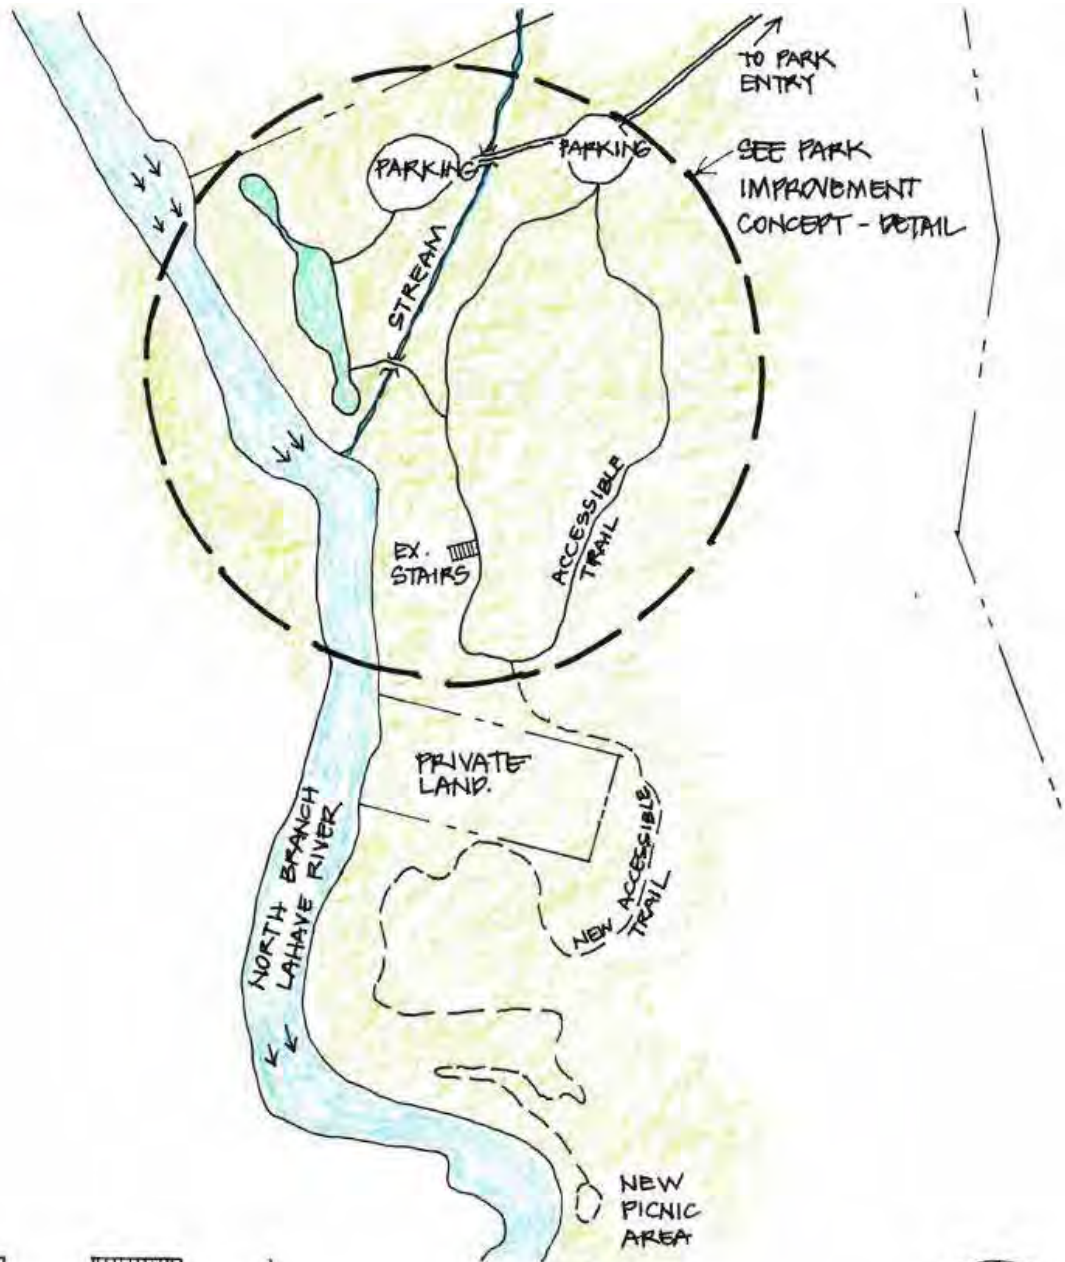 TO PARK
ENTRY
PARKING
PARKING
SEE PARK
IMPROVEMENT
CONCEPT - DETAIL
STREAM
ACCESSIBLE
TRAIL
EX.
STAIRS
PRIVATE
LAND.
NORTH BRANCH
LAHAVE RIVER
NEW ACCESSIBLE
TRAIL
NEW
PICNIC
AREA